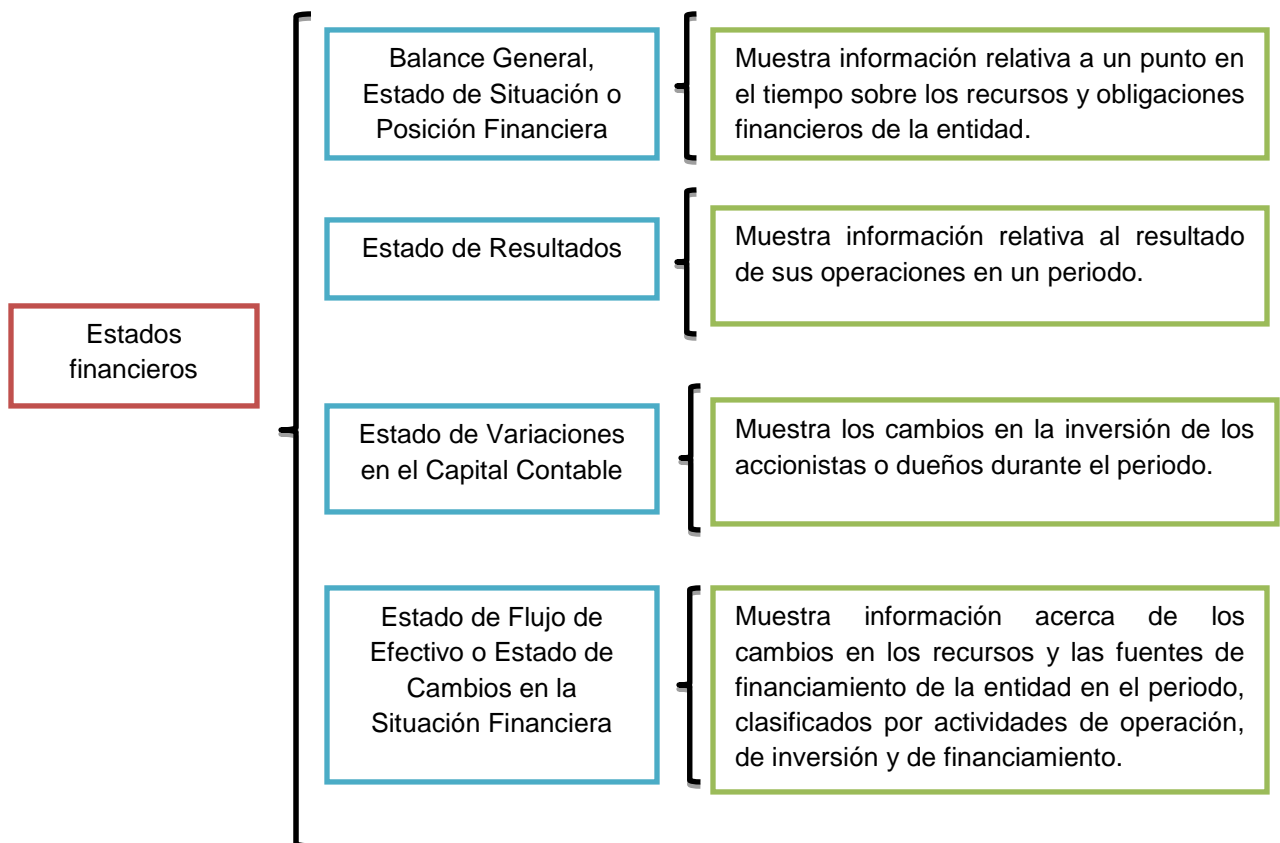 Estados
financieros
Balance General,
Estado de Situación o
Posición Financiera
Muestra información relativa a un punto en
el tiempo sobre los recursos y obligaciones
financieros de la entidad.
Estado de Resultados
Muestra información relativa al resultado
de sus operaciones en un periodo.
Estado de Variaciones
en el Capital Contable
Muestra los cambios en la inversión de los
accionistas o dueños durante el periodo.
Estado de Flujo de
Efectivo o Estado de
Cambios en la
Situación Financiera
Muestra información acerca de los
cambios en los recursos y las fuentes de
financiamiento de la entidad en el periodo,
clasificados por actividades de operación,
de inversión y de financiamiento.